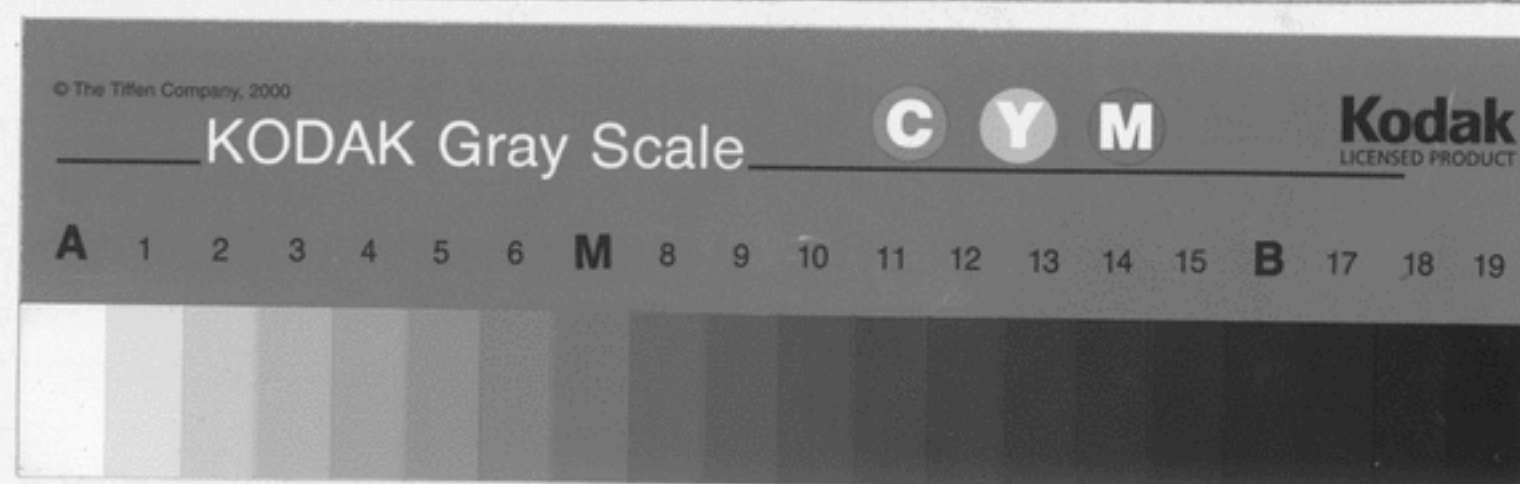 © The Tiffen Company, 2000
KODAK Gray Scale
C Y M
Kodak
LICENSED PRODUCT
A 1 2 3 4 5 6 M 8 9 10 11 12 13 14 15 B 17 18 19